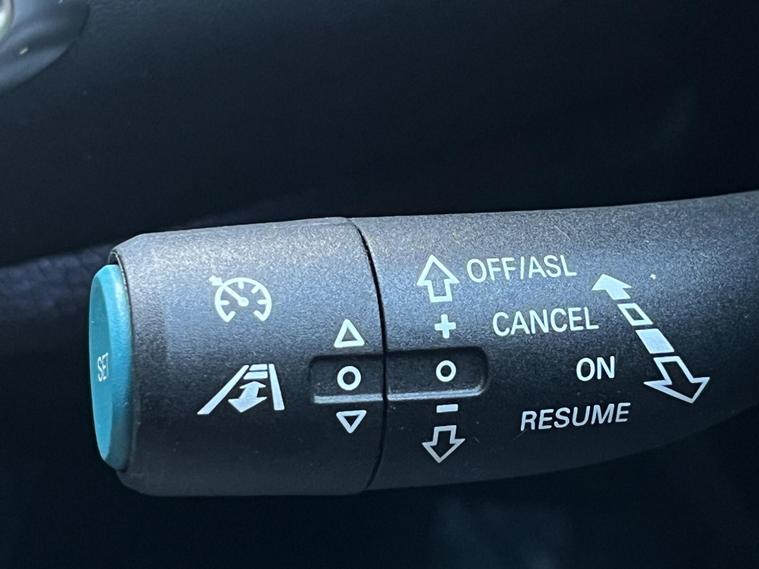 SET
OFF/ASL
+
CANCEL
ON
-
RESUME